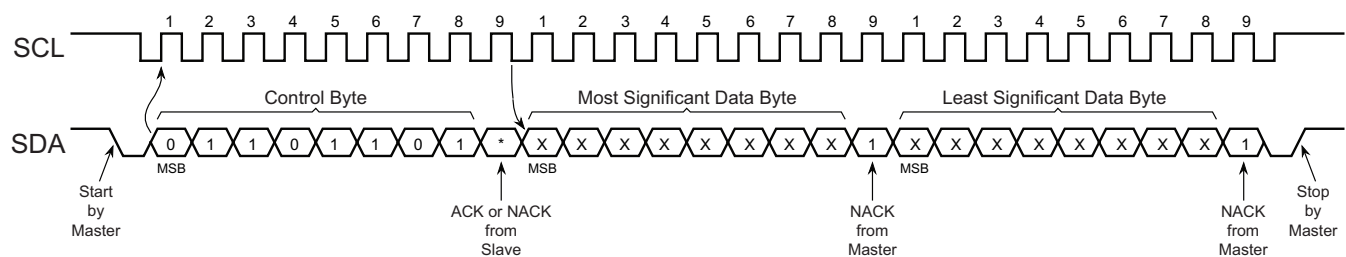 1 2 3 4 5 6 7 8 9 1 2 3 4 5 6 7 8 9 1 2 3 4 5 6 7 8 9
SCL
Control Byte
Most Significant Data Byte
Least Significant Data Byte
SDA
0 1 1 0 1 1 0 1 * X X X X X X X X 1 X X X X X X X X 1
MSB
MSB
MSB
Start
by
Master
ACK or NACK
from
Slave
NACK
from
Master
NACK
from
Master
Stop
by
Master